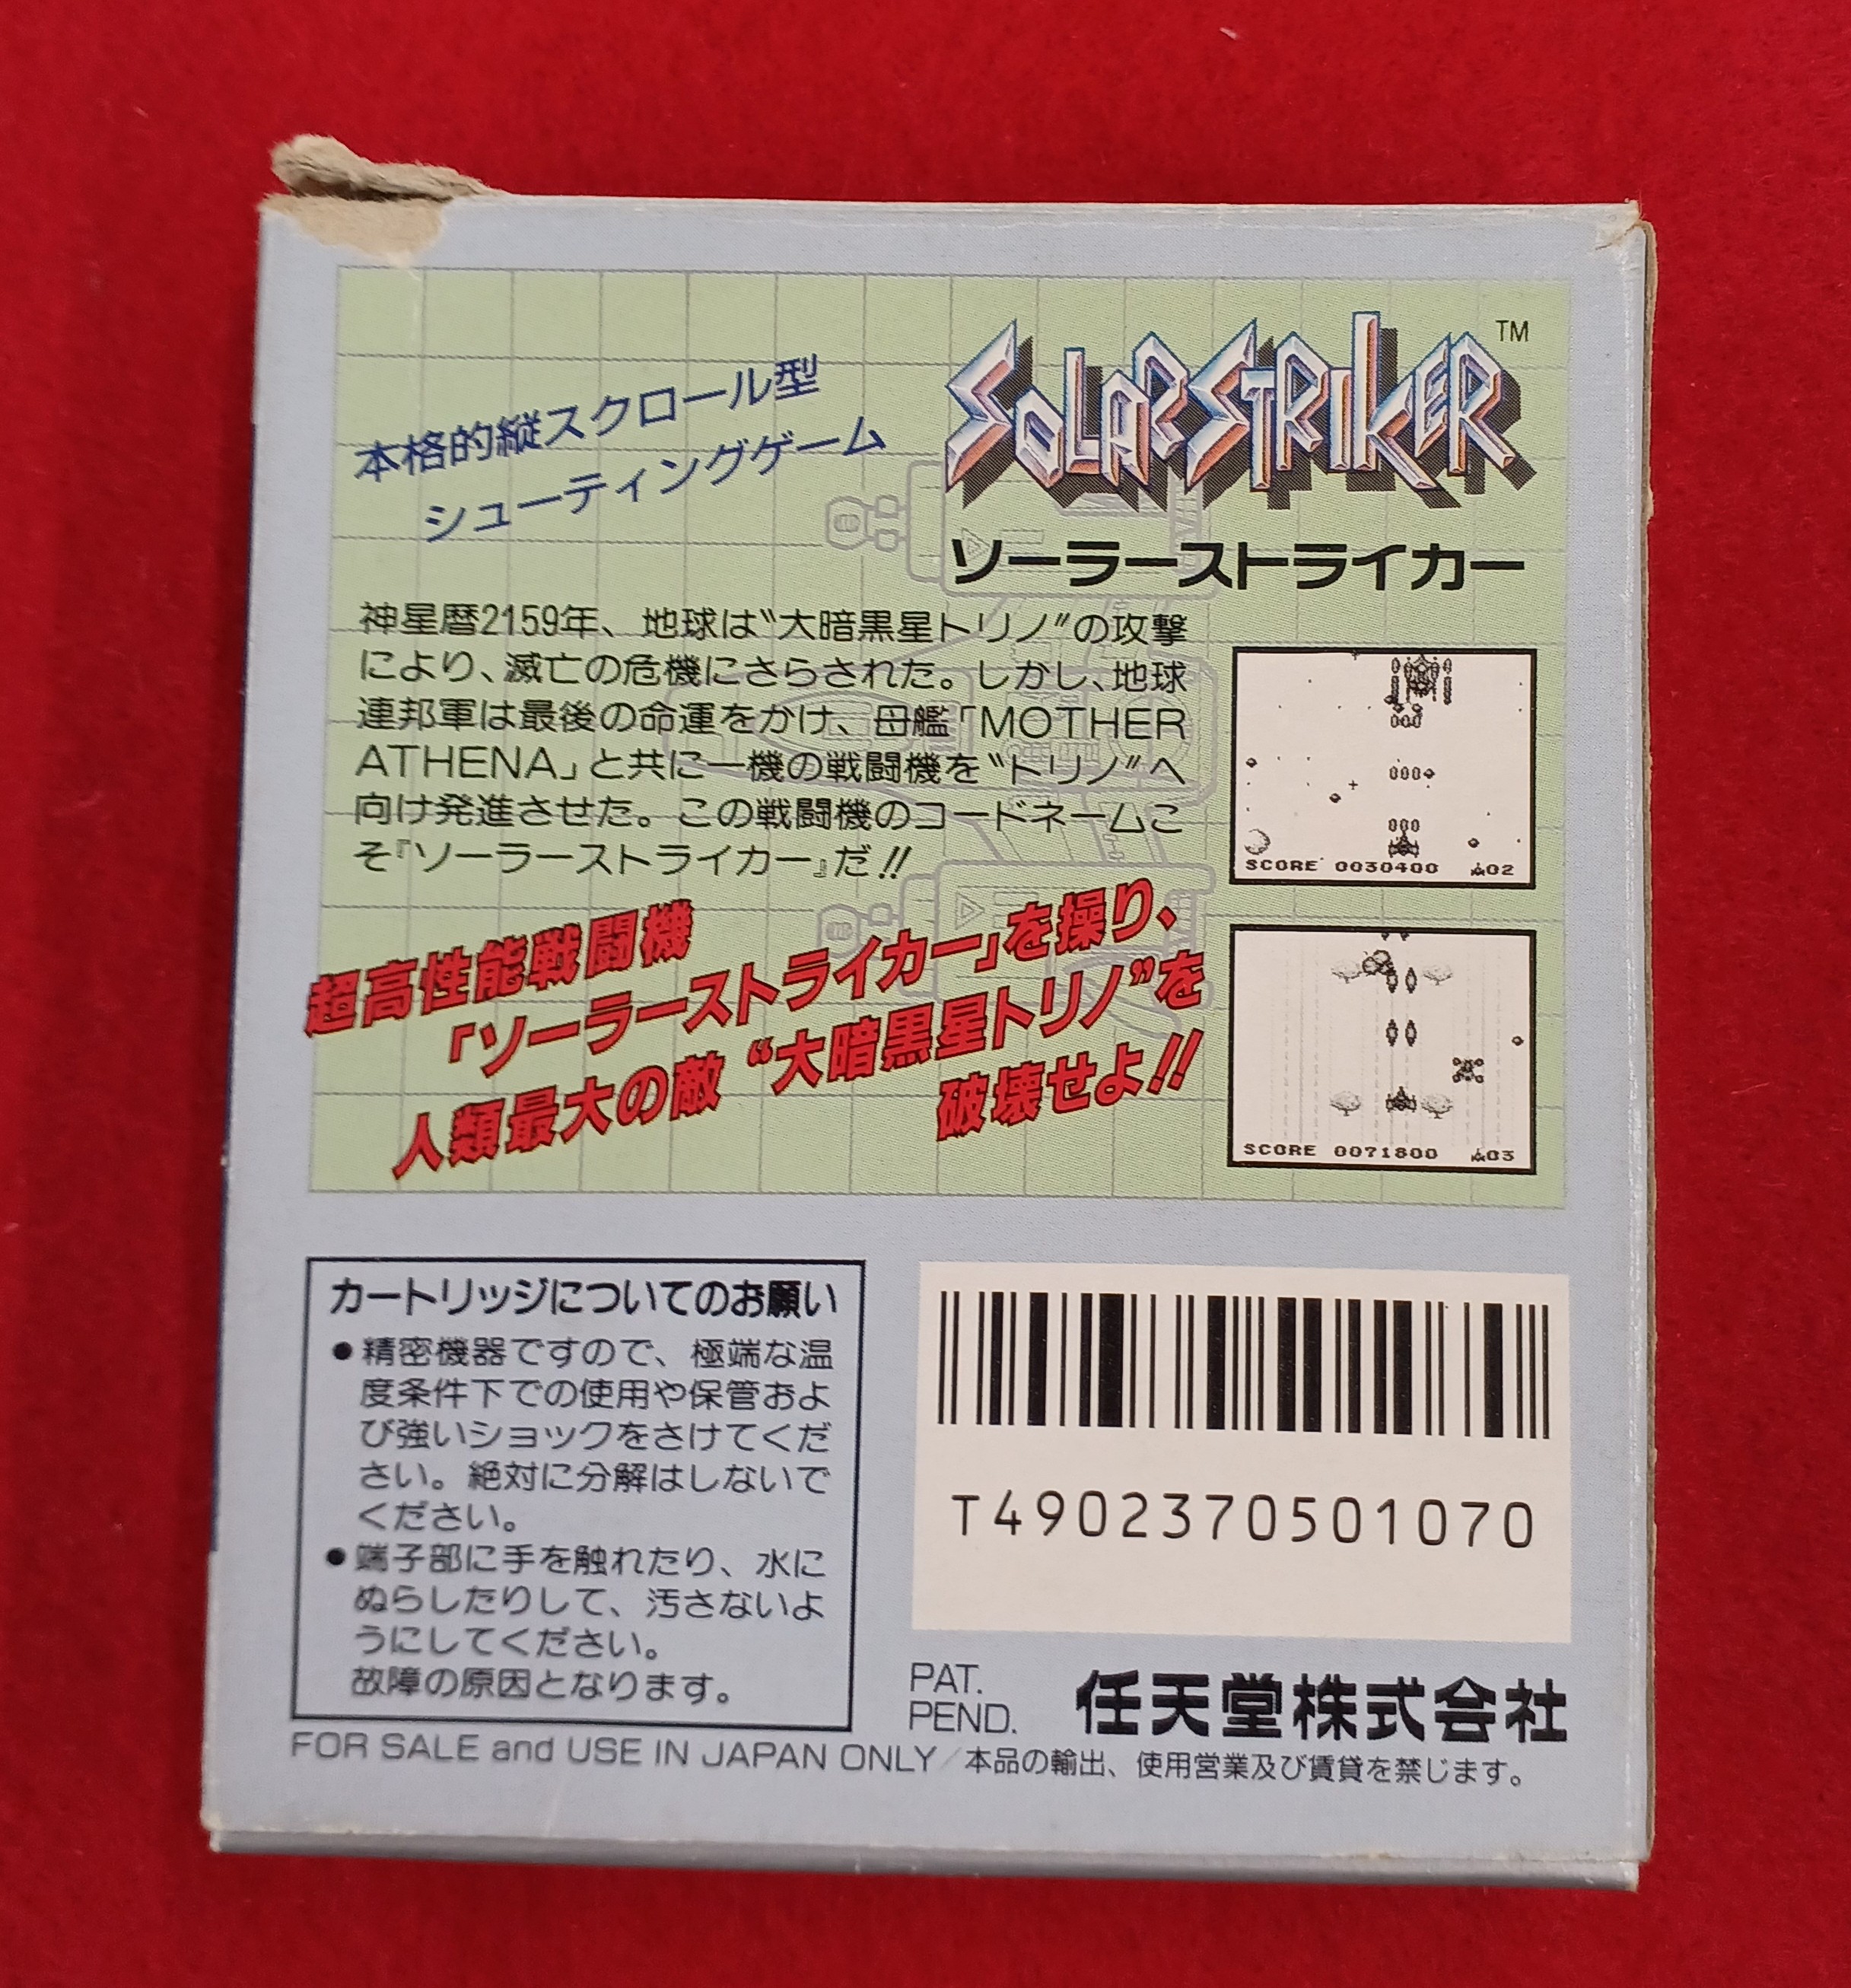 本格的縦スクロール型
シューティングゲーム
SOLARSTRIKER TM
ソーラーストライカー
神星暦2159年、地球は“大暗黒星トリノ”の攻撃
により、滅亡の危機にさらされた。しかし、地球
連邦軍は最後の命運をかけ、母艦「MOTHER
ATHENA」と共に一機の戦闘機を“トリノ”へ
向け発進させた。この戦闘機のコードネームこ
そ『ソーラーストライカー』だ!!
SCORE 0030400 02
超高性能戦闘機
「ソーラーストライカー」を操り、
人類最大の敵“大暗黒星トリノ”を
破壊せよ!!
SCORE 0071800 03
カートリッジについてのお願い
●精密機器ですので、極端な温
度条件下での使用や保管およ
び強いショックをさけてくだ
さい。絶対に分解はしないで
ください。
●端子部に手を触れたり、水に
ぬらしたりして、汚さないよ
うにしてください。
故障の原因となります。
T4902370501070
PAT.
PEND.
任天堂株式会社
FOR SALE and USE IN JAPAN ONLY/本品の輸出、使用営業及び賃貸を禁じます。